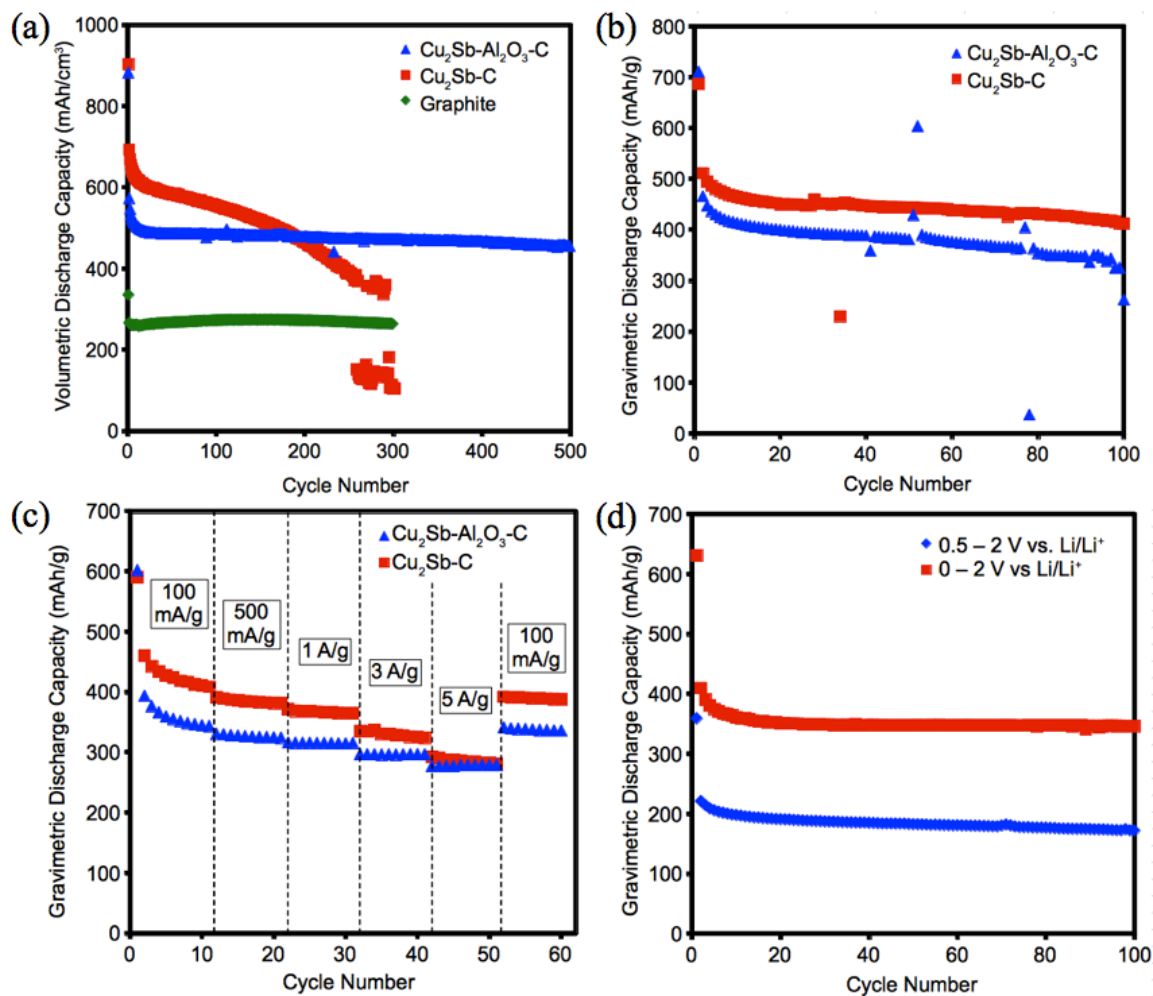 (a)
1000
800
600
400
200
0
Volumetric Discharge Capacity (mAh/cm³)
Cu₂Sb-Al₂O₃-C
Cu₂Sb-C
Graphite
0 100 200 300 400 500
Cycle Number
(b)
800
700
600
500
400
300
200
100
0
Gravimetric Discharge Capacity (mAh/g)
Cu₂Sb-Al₂O₃-C
Cu₂Sb-C
0 20 40 60 80 100
Cycle Number
(c)
700
600
500
400
300
200
100
0
Gravimetric Discharge Capacity (mAh/g)
Cu₂Sb-Al₂O₃-C
Cu₂Sb-C
100
mA/g
500
mA/g
1 A/g
3 A/g
5 A/g
100
mA/g
0 10 20 30 40 50 60
Cycle Number
(d)
700
600
500
400
300
200
100
0
Gravimetric Discharge Capacity (mAh/g)
0.5 – 2 V vs. Li/Li⁺
0 – 2 V vs Li/Li⁺
0 20 40 60 80 100
Cycle Number